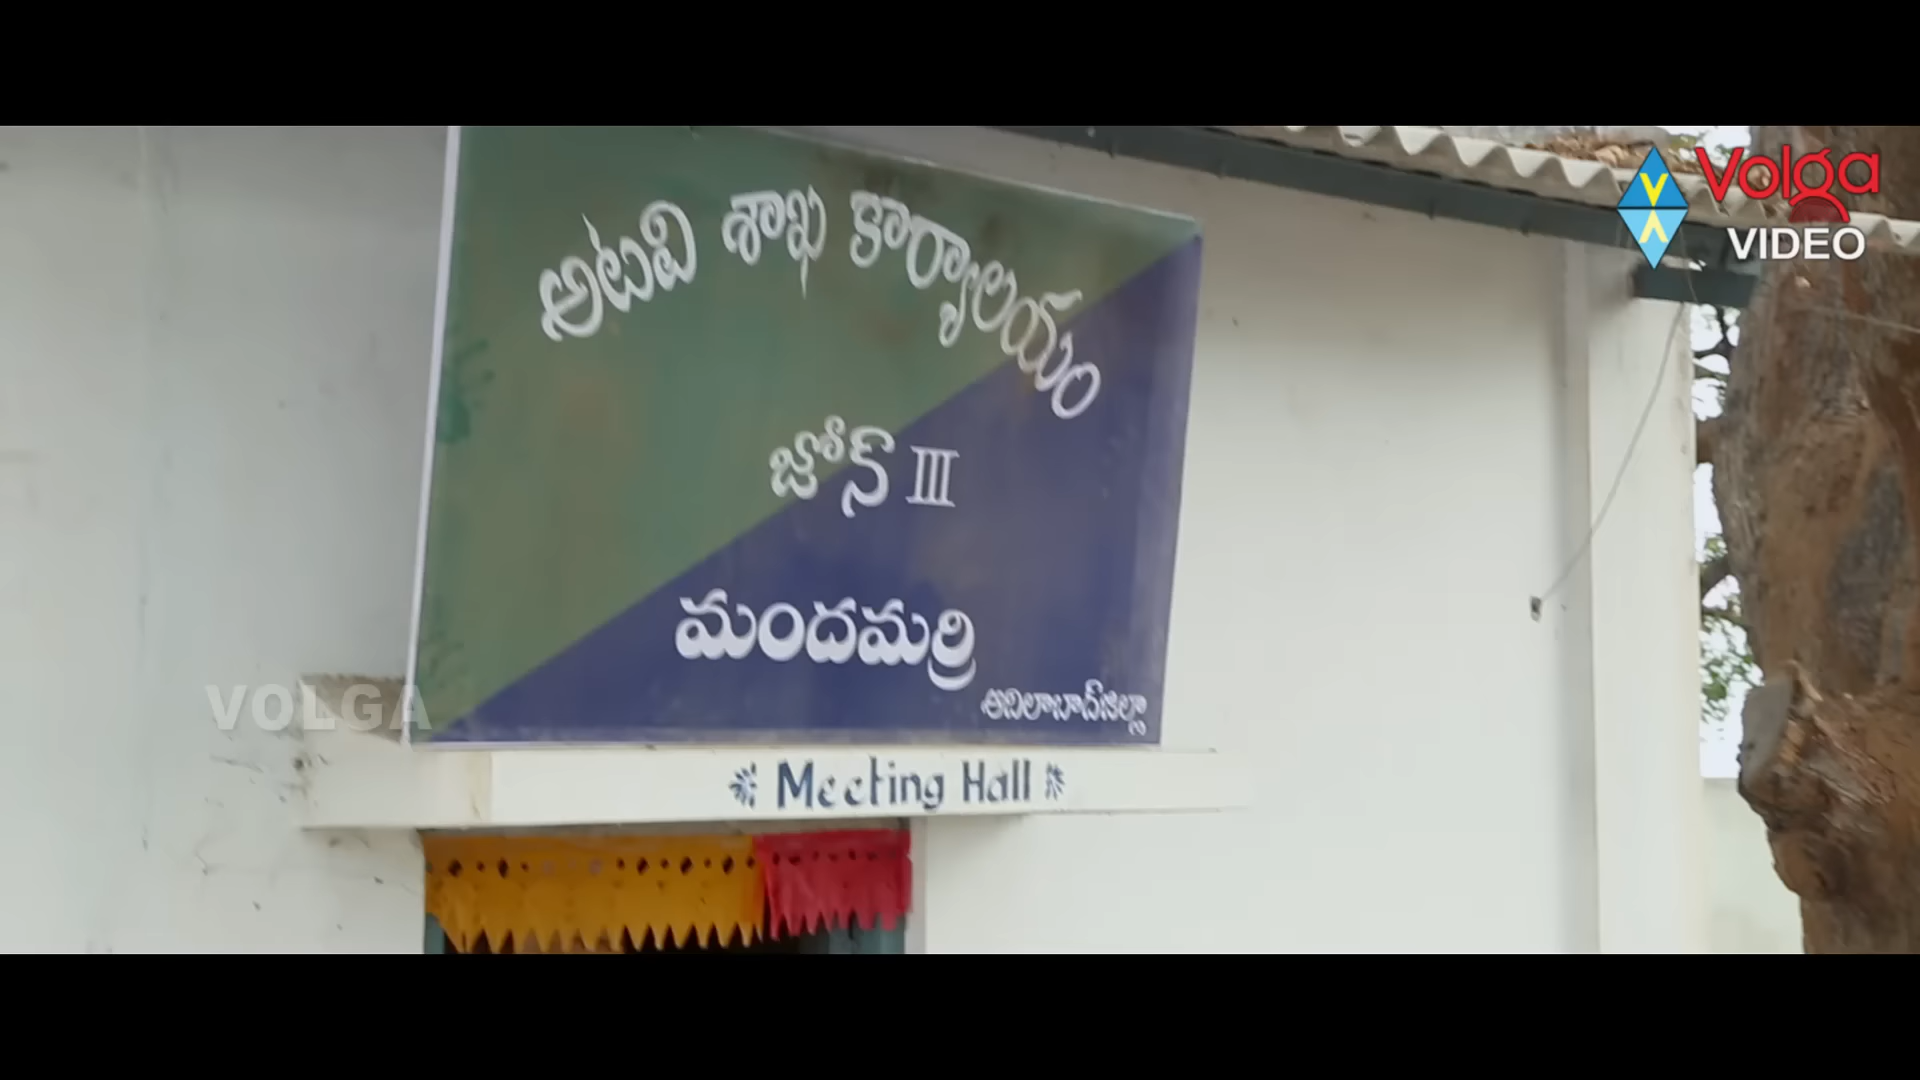 Volga
VIDEO
అటవి శాఖ కార్యాలయం
జోన్ III
మందమర్రి
ఆదిలాబాద్ జిల్లా
VOLGA
Meeting Hall